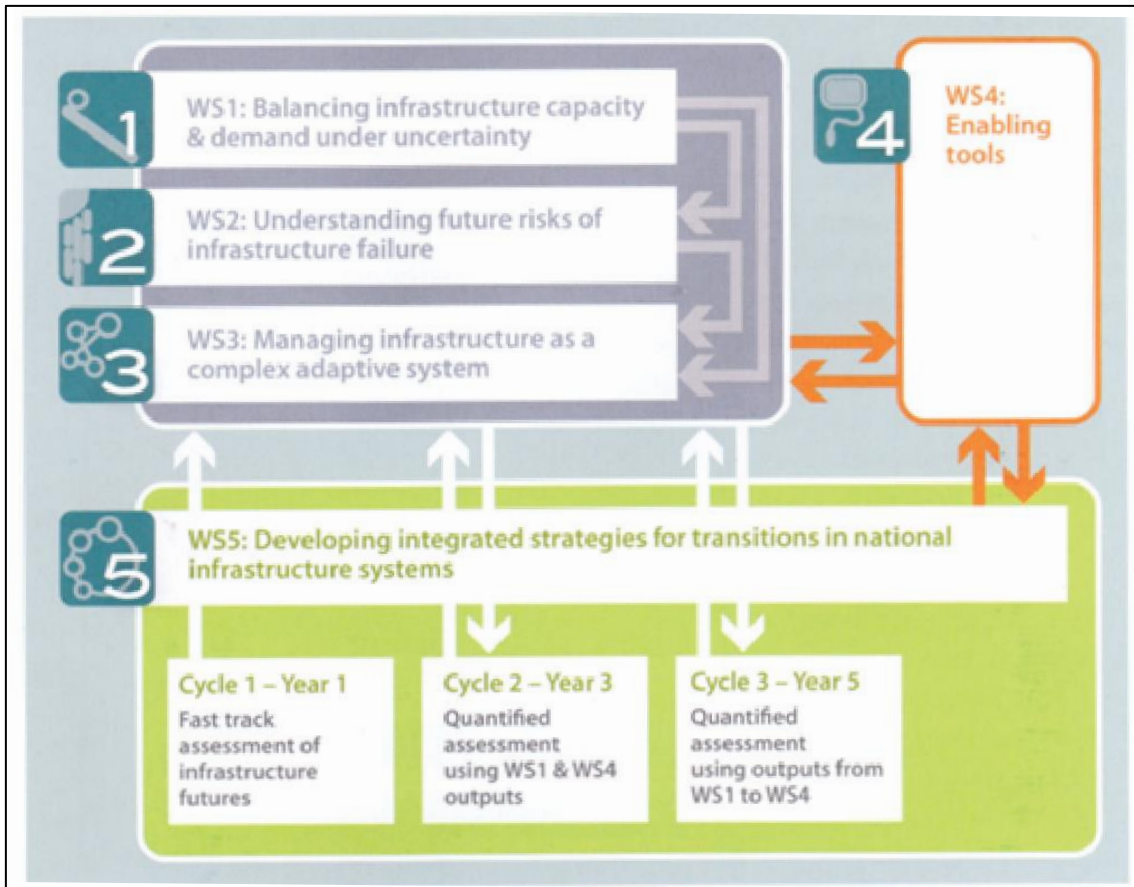 1
WS1: Balancing infrastructure capacity
& demand under uncertainty
2
WS2: Understanding future risks of
infrastructure failure
3
WS3: Managing infrastructure as a
complex adaptive system
4
WS4:
Enabling
tools
5
WS5: Developing integrated strategies for transitions in national
infrastructure systems
Cycle 1 – Year 1
Fast track
assessment of
infrastructure
futures
Cycle 2 – Year 3
Quantified
assessment
using WS1 & WS4
outputs
Cycle 3 – Year 5
Quantified
assessment
using outputs from
WS1 to WS4